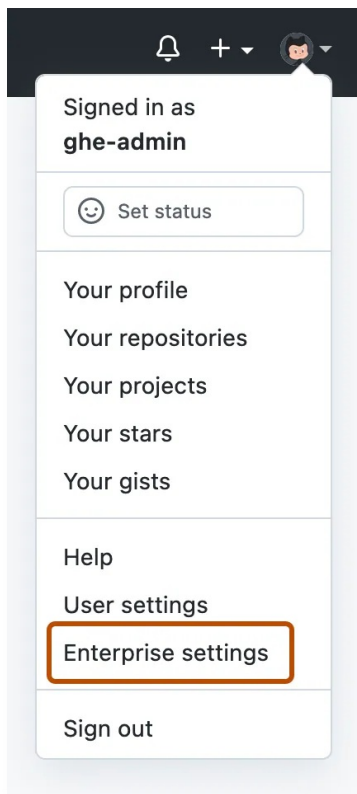 Signed in as
ghe-admin
Set status
Your profile
Your repositories
Your projects
Your stars
Your gists
Help
User settings
Enterprise settings
Sign out